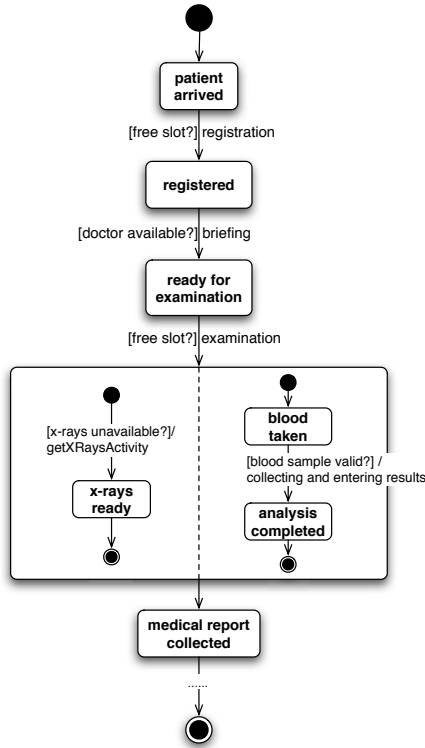 patient
arrived
[free slot?] registration
registered
[doctor available?] briefing
ready for
examination
[free slot?] examination
[x-rays unavailable?]/
getXRaysActivity
x-rays
ready
blood
taken
[blood sample valid?] /
collecting and entering results
analysis
completed
medical report
collected
......